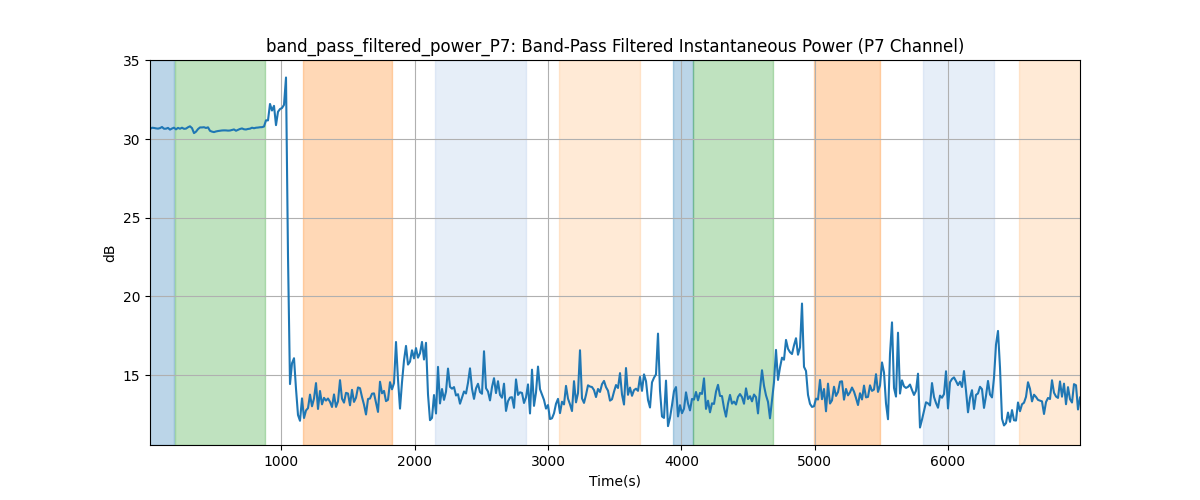 band_pass_filtered_power_P7: Band-Pass Filtered Instantaneous Power (P7 Channel)
35
30
25
20
15
dB
1000 2000 3000 4000 5000 6000
Time(s)